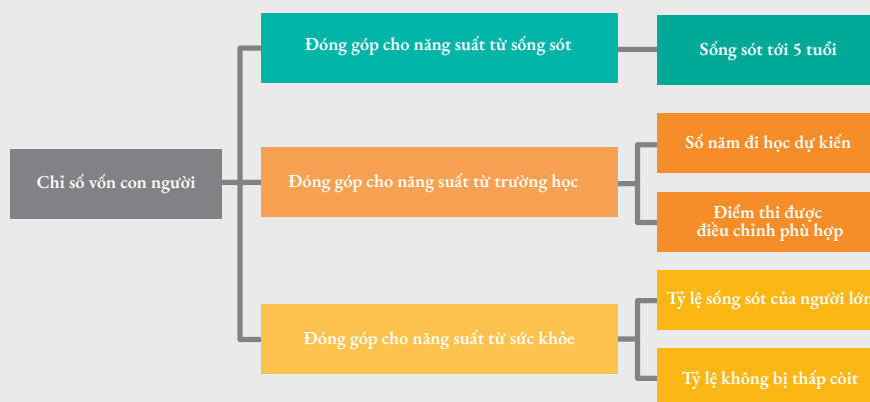 Đóng góp cho năng suất từ sống sót
Sống sót tới 5 tuổi
Chỉ số vốn con người
Đóng góp cho năng suất từ trường học
Số năm đi học dự kiến
Điểm thi được
điều chỉnh phù hợp
Đóng góp cho năng suất từ sức khỏe
Tỷ lệ sống sót của người lớn
Tỷ lệ không bị thấp còit